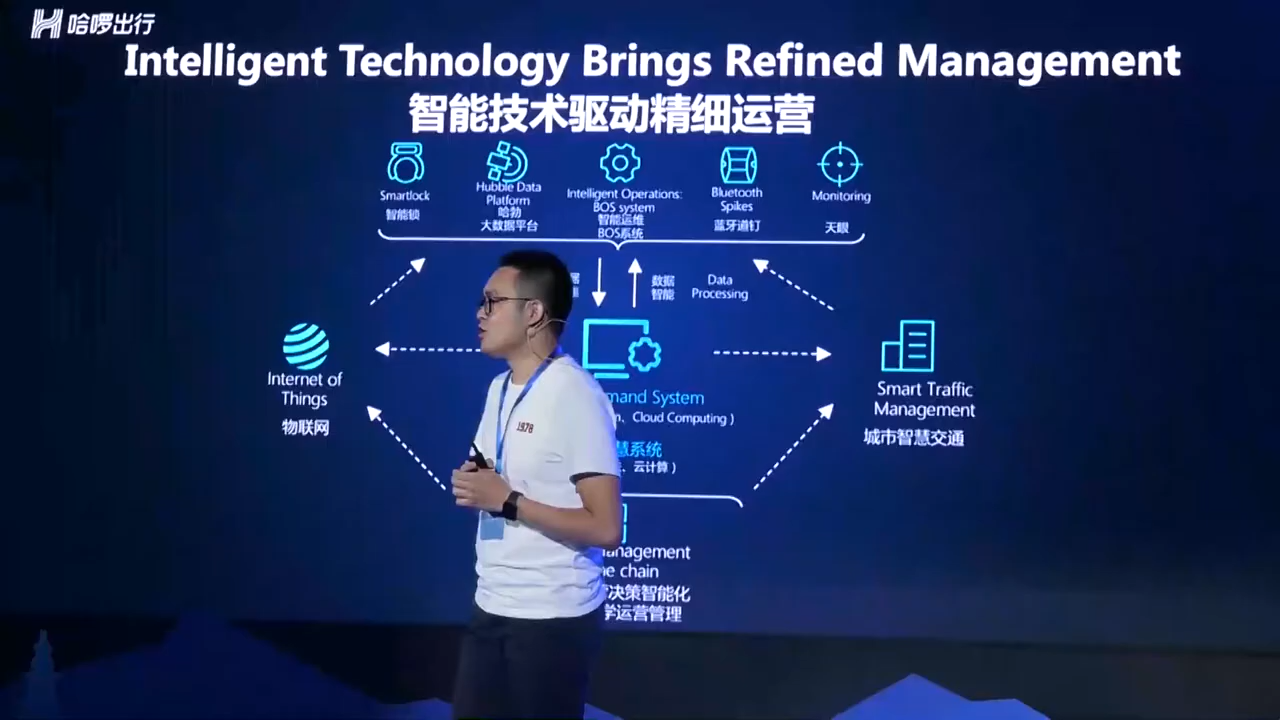 哈啰出行
Intelligent Technology Brings Refined Management
智能技术驱动精细运营
Smartlock
智能锁
Hubble Data
Platform
哈勃
大数据平台
Intelligent Operations:
BOS system
智能运维
BOS系统
Bluetooth
Spikes
蓝牙道钉
Monitoring
天眼
数据
智能
Data
Processing
Internet of
Things
物联网
System
Cloud Computing )
慧系统
、云计算 )
Smart Traffic
Management
城市智慧交通
1978
chain
决策智能化
学运营管理